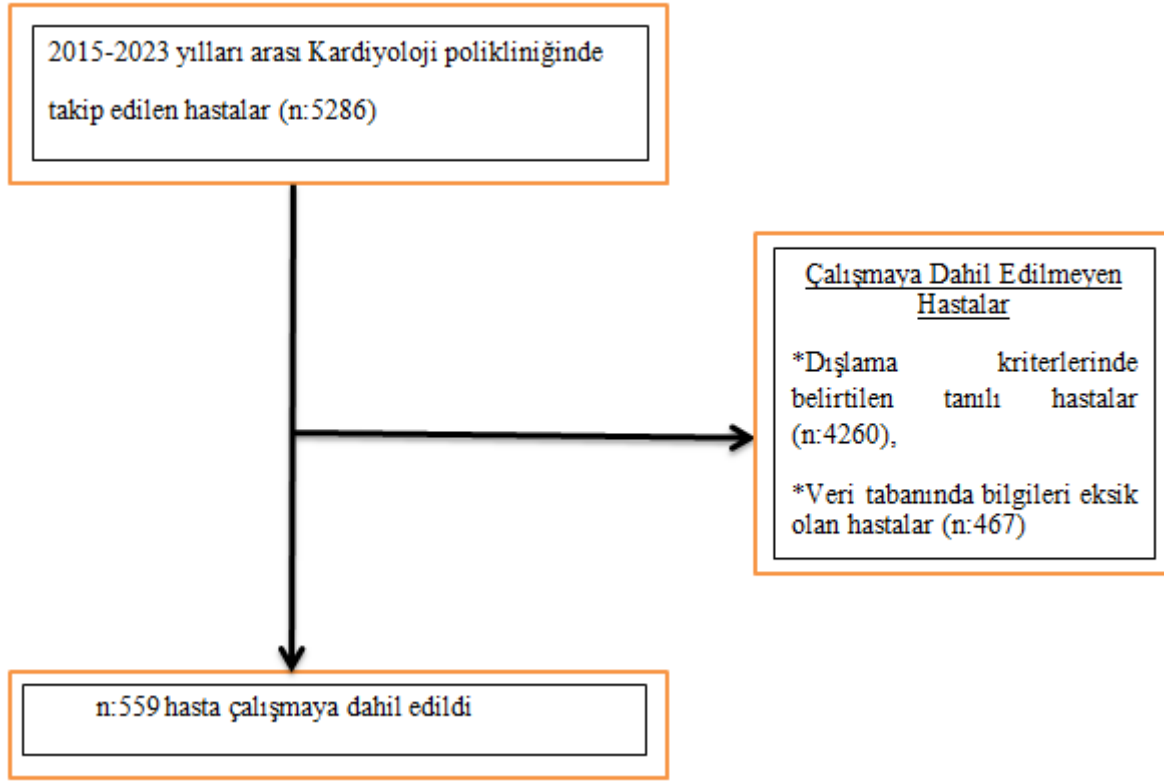 2015-2023 yılları arası Kardiyoloji polikliniğinde
takip edilen hastalar (n:5286)
Çalışmaya Dahil Edilmeyen
Hastalar
*Dışlama kriterlerinde
belirtilen tanılı hastalar
(n:4260),
*Veri tabanında bilgileri eksik
olan hastalar (n:467)
n:559 hasta çalışmaya dahil edildi